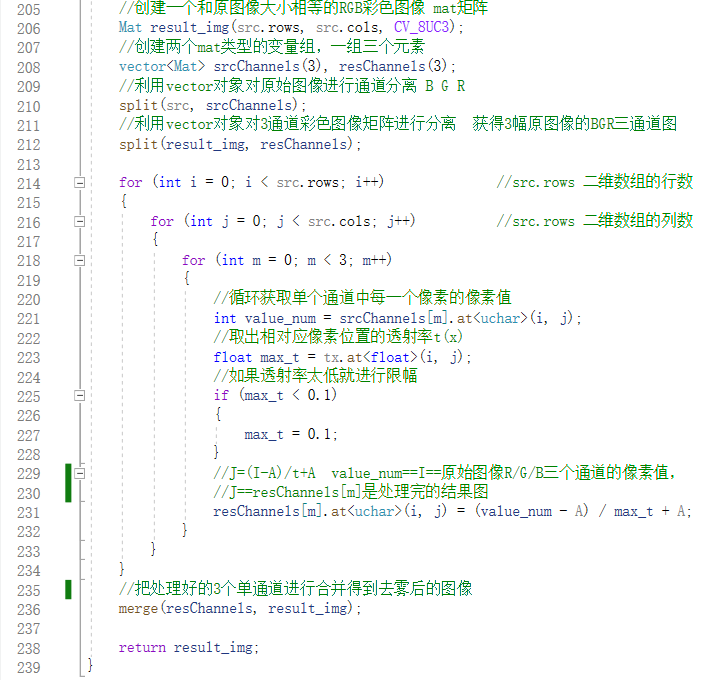 205 //创建一个和原图像大小相等的RGB彩色图像 mat矩阵
206 Mat result_img(src.rows, src.cols, CV_8UC3);
207 //创建两个mat类型的变量组，一组三个元素
208 vector<Mat> srcChannels(3), resChannels(3);
209 //利用vector对象对原始图像进行通道分离 B G R
210 split(src, srcChannels);
211 //利用vector对象对3通道彩色图像矩阵进行分离 获得3幅原图像的BGR三通道图
212 split(result_img, resChannels);
213
214 for (int i = 0; i < src.rows; i++) //src.rows 二维数组的行数
215 {
216 for (int j = 0; j < src.cols; j++) //src.rows 二维数组的列数
217 {
218 for (int m = 0; m < 3; m++)
219 {
220 //循环获取单个通道中每一个像素的像素值
221 int value_num = srcChannels[m].at<uchar>(i, j);
222 //取出相对应像素位置的透射率t(x)
223 float max_t = tx.at<float>(i, j);
224 //如果透射率太低就进行限幅
225 if (max_t < 0.1)
226 {
227 max_t = 0.1;
228 }
229 //J=(I-A)/t+A value_num==I==原始图像R/G/B三个通道的像素值，
230 //J==resChannels[m]是处理完的结果图
231 resChannels[m].at<uchar>(i, j) = (value_num - A) / max_t + A;
232 }
233 }
234 }
235 //把处理好的3个单通道进行合并得到去雾后的图像
236 merge(resChannels, result_img);
237
238 return result_img;
239 }